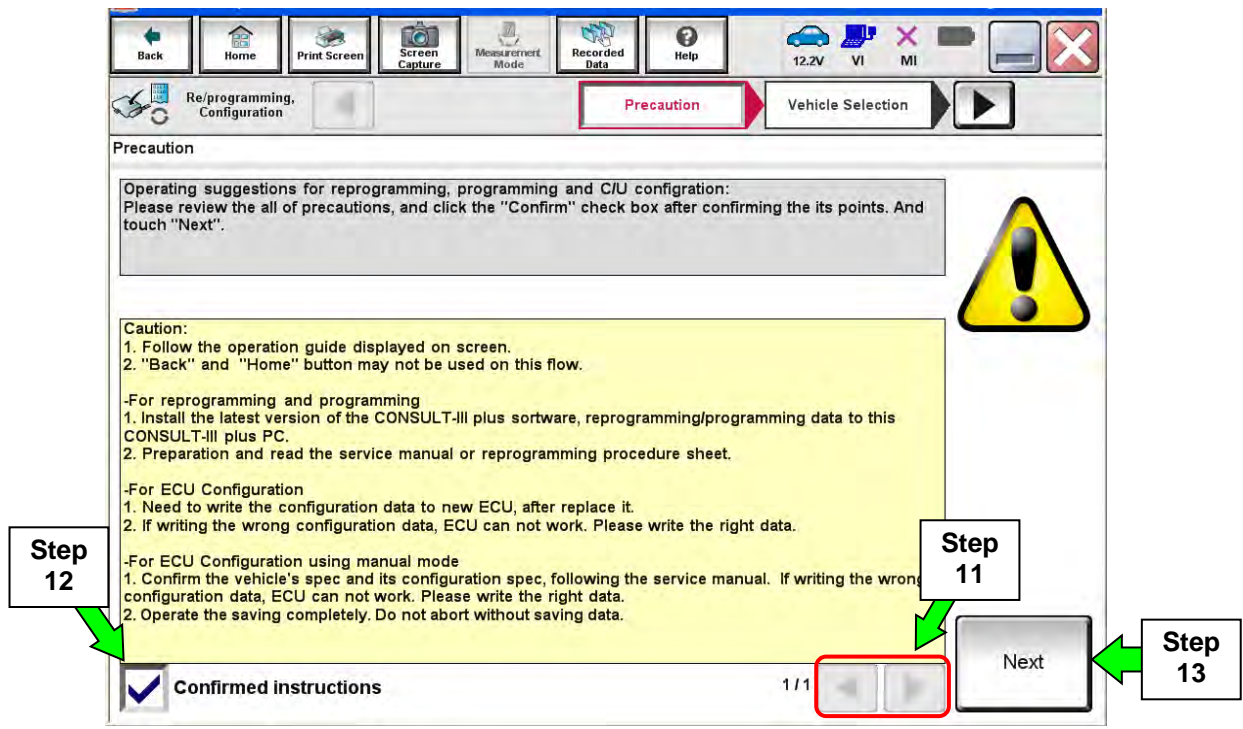 Back
Home
Print Screen
Screen
Capture
Measurement
Mode
Recorded
Data
Help
12.2V
VI
MI
Re/programming,
Configuration
Precaution
Vehicle Selection
Precaution
Operating suggestions for reprogramming, programming and C/U configration:
Please review the all of precautions, and click the "Confirm" check box after confirming the its points. And
touch "Next".
Caution:
1. Follow the operation guide displayed on screen.
2. "Back" and "Home" button may not be used on this flow.
-For reprogramming and programming
1. Install the latest version of the CONSULT-III plus sortware, reprogramming/programming data to this
CONSULT-III plus PC.
2. Preparation and read the service manual or reprogramming procedure sheet.
-For ECU Configuration
1. Need to write the configuration data to new ECU, after replace it.
2. If writing the wrong configuration data, ECU can not work. Please write the right data.
-For ECU Configuration using manual mode
1. Confirm the vehicle's spec and its configuration spec, following the service manual. If writing the wrong
configuration data, ECU can not work. Please write the right data.
2. Operate the saving completely. Do not abort without saving data.
Step
12
Step
11
Confirmed instructions
1/1
Next
Step
13